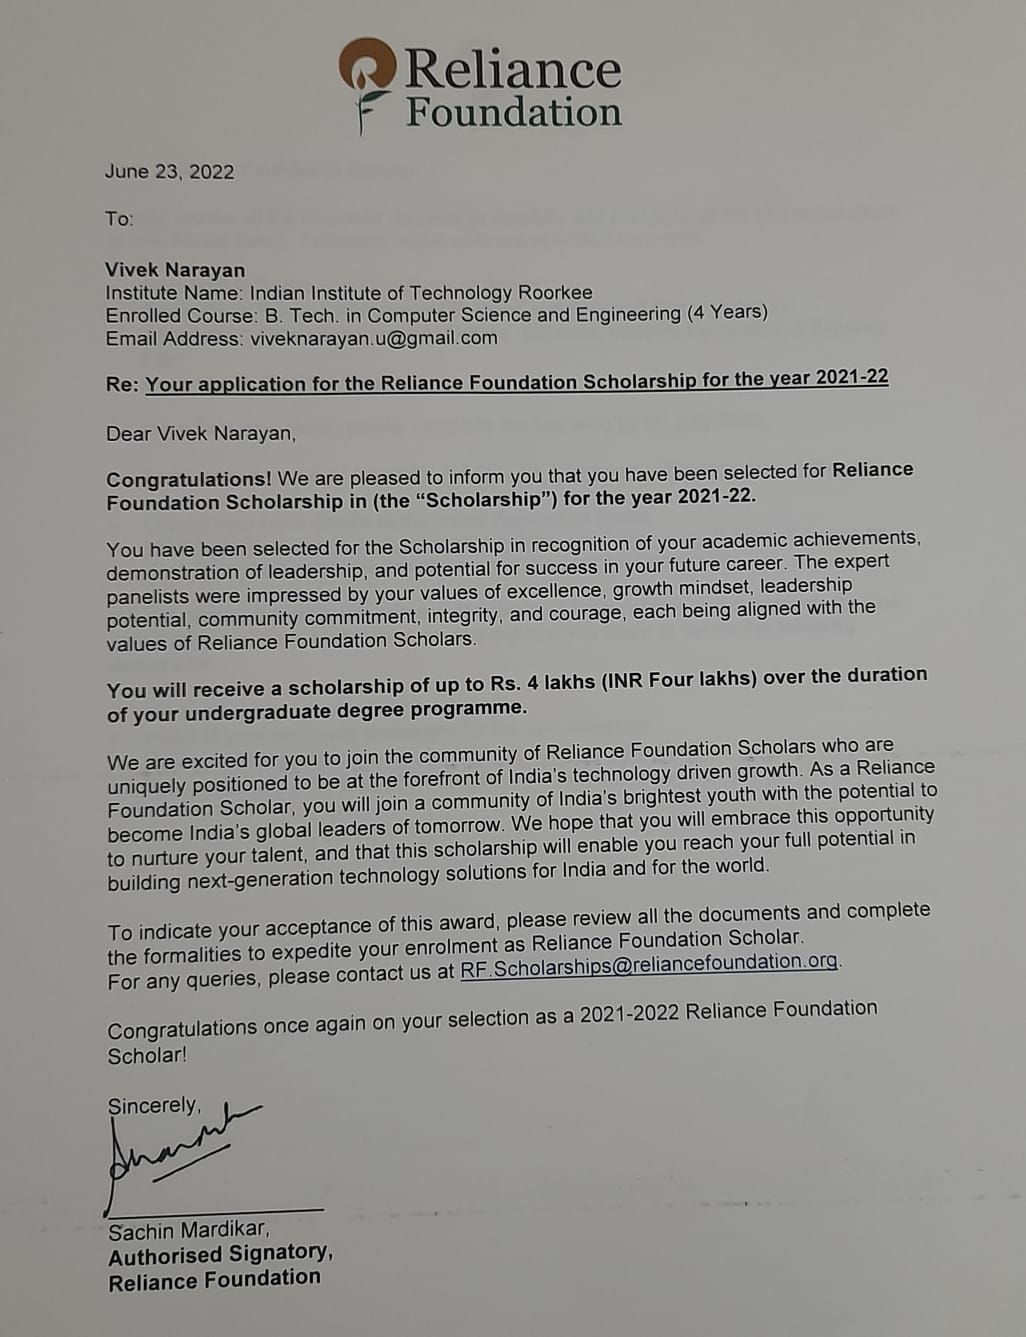 Reliance
Foundation
June 23, 2022
To:
Vivek Narayan
Institute Name: Indian Institute of Technology Roorkee
Enrolled Course: B. Tech. in Computer Science and Engineering (4 Years)
Email Address: viveknarayan.u@gmail.com
Re: Your application for the Reliance Foundation Scholarship for the year 2021-22
Dear Vivek Narayan,
Congratulations! We are pleased to inform you that you have been selected for Reliance
Foundation Scholarship in (the “Scholarship”) for the year 2021-22.
You have been selected for the Scholarship in recognition of your academic achievements,
demonstration of leadership, and potential for success in your future career. The expert
panelists were impressed by your values of excellence, growth mindset, leadership
potential, community commitment, integrity, and courage, each being aligned with the
values of Reliance Foundation Scholars.
You will receive a scholarship of up to Rs. 4 lakhs (INR Four lakhs) over the duration
of your undergraduate degree programme.
We are excited for you to join the community of Reliance Foundation Scholars who are
uniquely positioned to be at the forefront of India’s technology driven growth. As a Reliance
Foundation Scholar, you will join a community of India’s brightest youth with the potential to
become India’s global leaders of tomorrow. We hope that you will embrace this opportunity
to nurture your talent, and that this scholarship will enable you reach your full potential in
building next-generation technology solutions for India and for the world.
To indicate your acceptance of this award, please review all the documents and complete
the formalities to expedite your enrolment as Reliance Foundation Scholar.
For any queries, please contact us at RF.Scholarships@reliancefoundation.org.
Congratulations once again on your selection as a 2021-2022 Reliance Foundation
Scholar!
Sincerely,
Sachin Mardikar,
Authorised Signatory,
Reliance Foundation